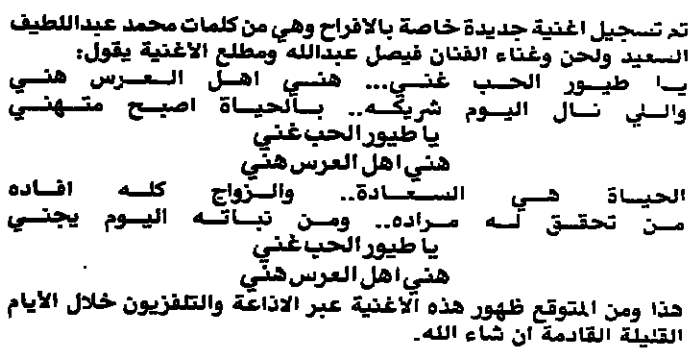 تم تسجيل اغنية جديدة خاصة بالافراح وهي من كلمات محمد عبداللطيف
السعيد ولحن وغناء الفنان فيصل عبدالله ومطلع الاغنية يقول:
يا طيور الحب غني... هنسي اهل العرس هني
واللي نال اليوم شريكه.. بالحياة اصبح متهني
يا طيور الحب غني
هني اهل العرس هني
الحياة هي السعادة.. والزواج كله افاده
من تحقق له مراده.. ومن نباته اليوم يجني
يا طيور الحب غني
هني اهل العرس هني
هذا ومن المتوقع ظهور هذه الاغنية عبر الاذاعة والتلفزيون خلال الأيام
القليلة القادمة ان شاء الله.